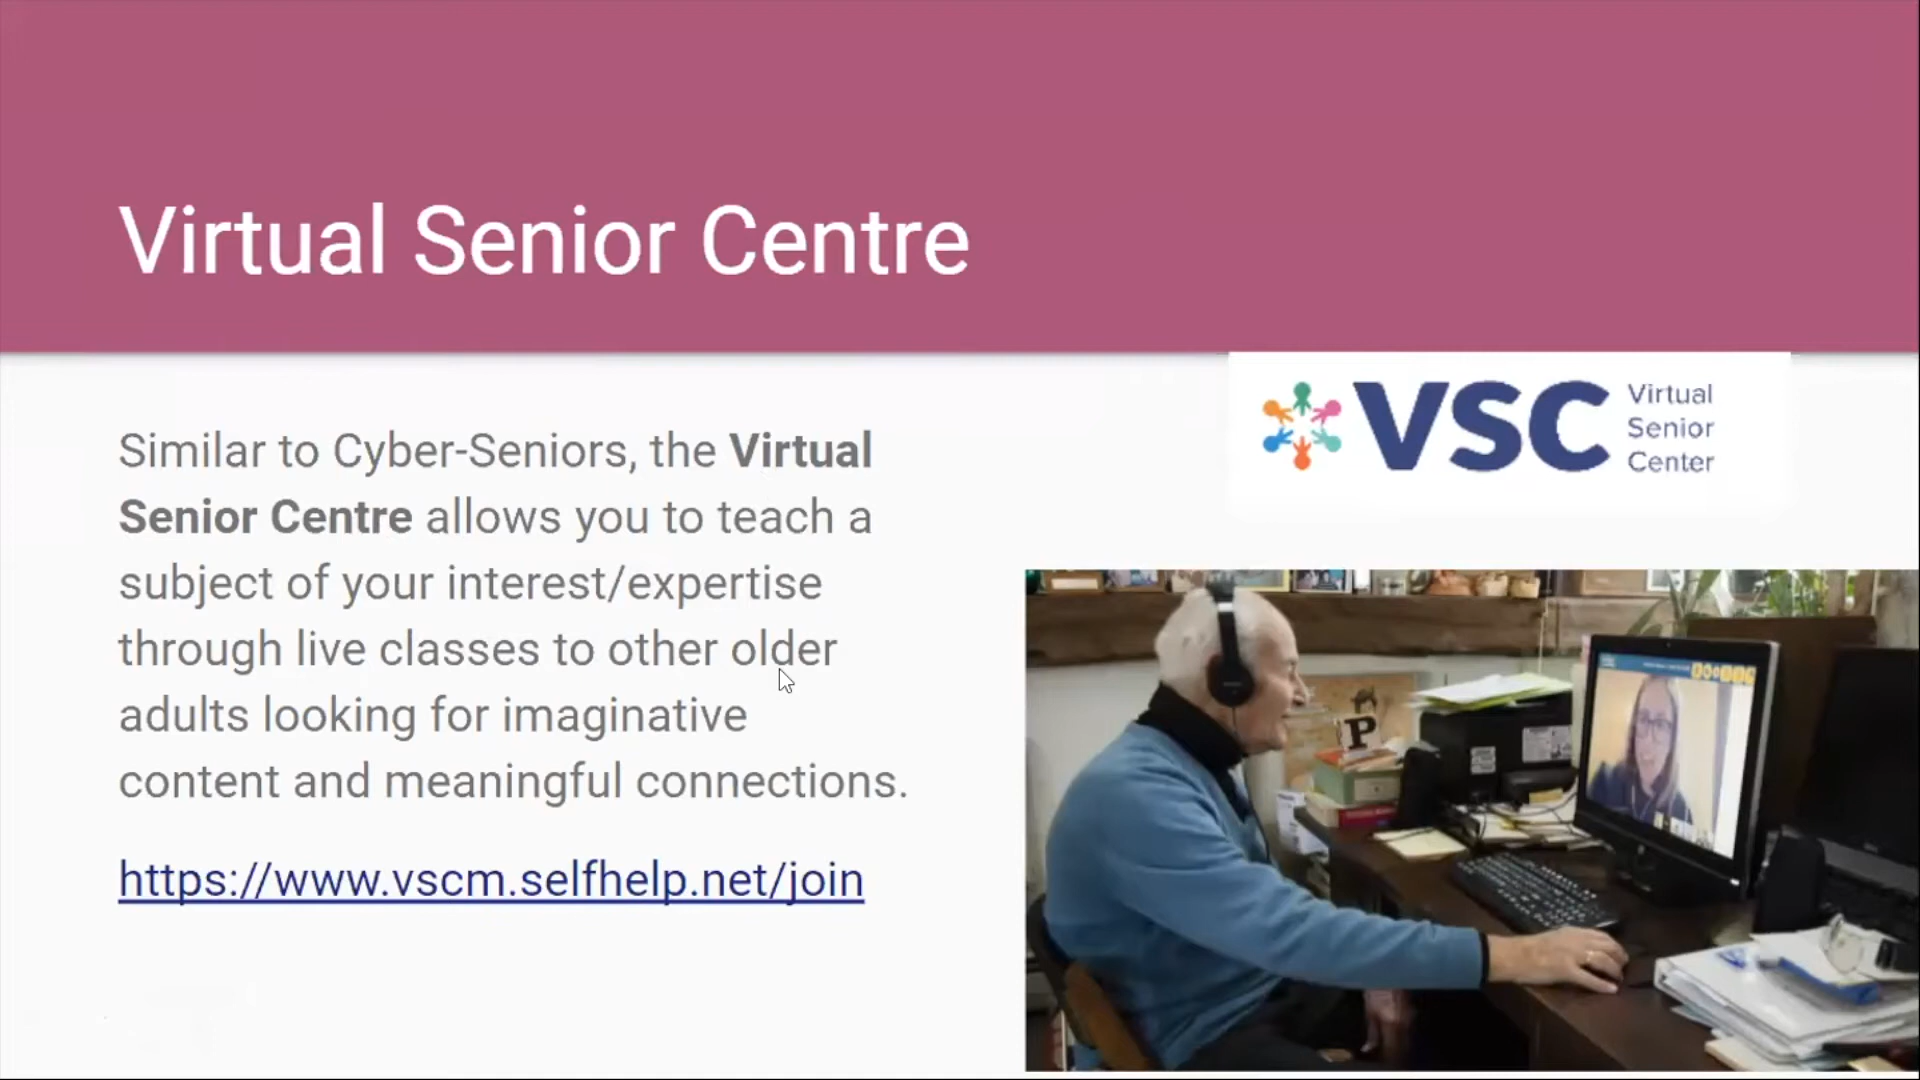 Virtual Senior Centre
VSC
Virtual
Senior
Center
Similar to Cyber-Seniors, the Virtual
Senior Centre allows you to teach a
subject of your interest/expertise
through live classes to other older
adults looking for imaginative
content and meaningful connections.
https://www.vscm.selfhelp.net/join
P